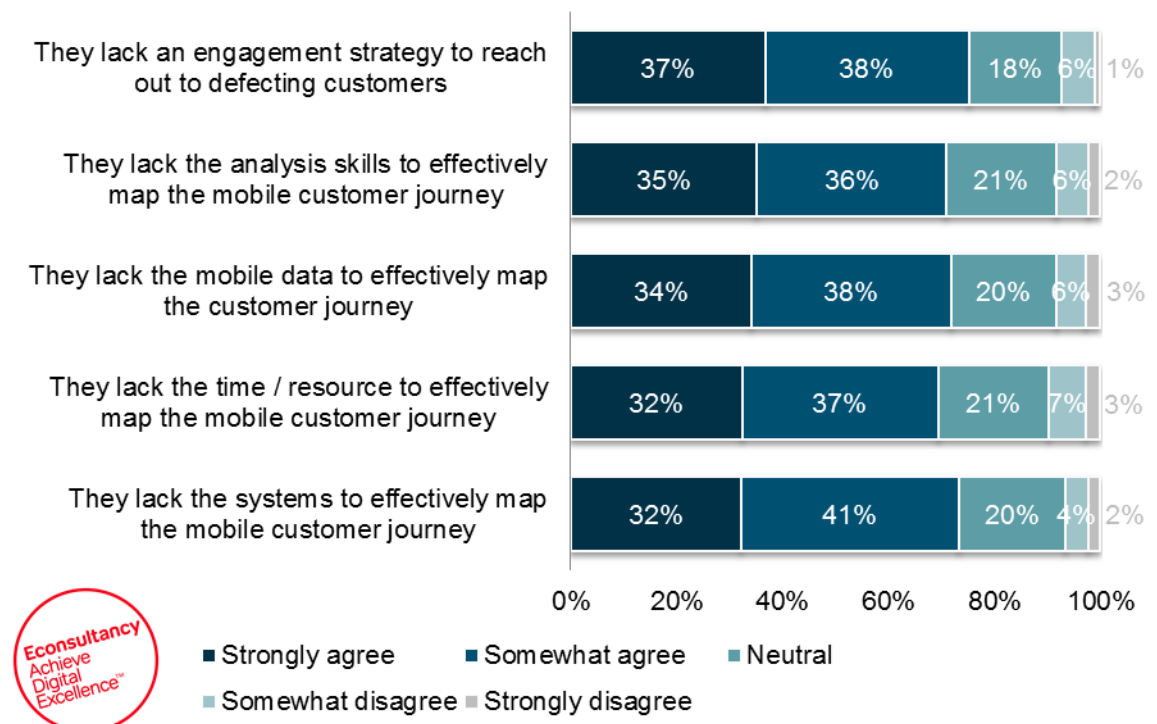 They lack an engagement strategy to reach
out to defecting customers
37% 38% 18% 6% 1%
They lack the analysis skills to effectively
map the mobile customer journey
35% 36% 21% 6% 2%
They lack the mobile data to effectively map
the customer journey
34% 38% 20% 6% 3%
They lack the time / resource to effectively
map the mobile customer journey
32% 37% 21% 7% 3%
They lack the systems to effectively map
the mobile customer journey
32% 41% 20% 4% 2%
0% 20% 40% 60% 80% 100%
Econsultancy
Achieve
Digital
Excellence™
Strongly agree Somewhat agree Neutral
Somewhat disagree Strongly disagree